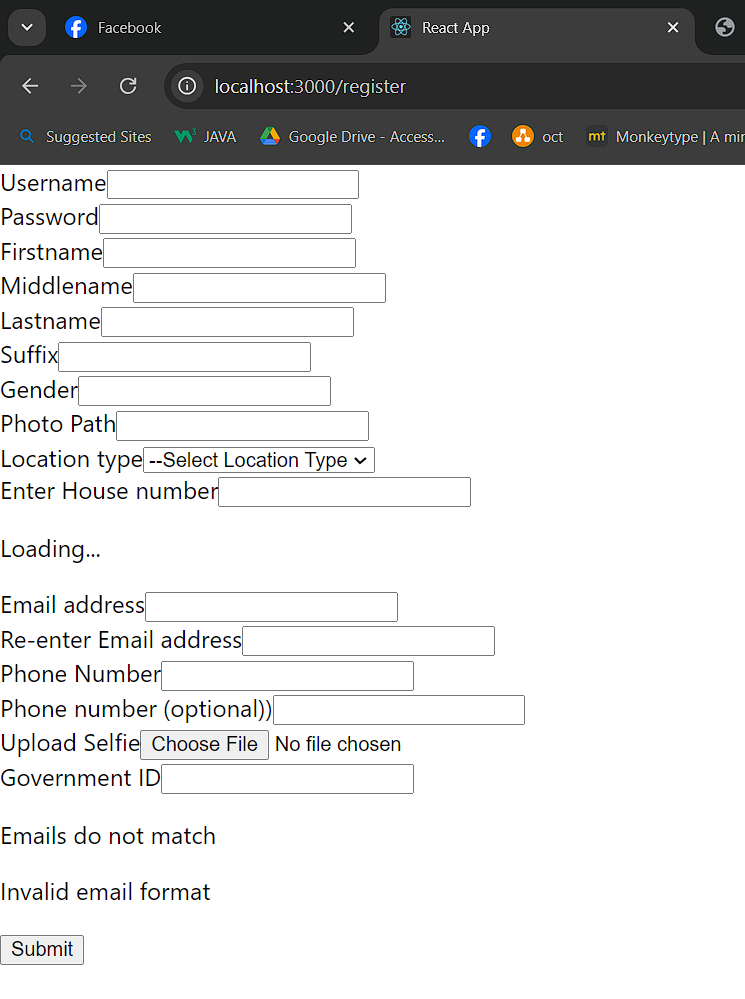 Facebook
React App
localhost:3000/register
Suggested Sites JAVA Google Drive - Access... oct mt Monkeytype | A min
Username
Password
Firstname
Middlename
Lastname
Suffix
Gender
Photo Path
Location type --Select Location Type
Enter House number
Loading...
Email address
Re-enter Email address
Phone Number
Phone number (optional))
Upload Selfie Choose File No file chosen
Government ID
Emails do not match
Invalid email format
Submit